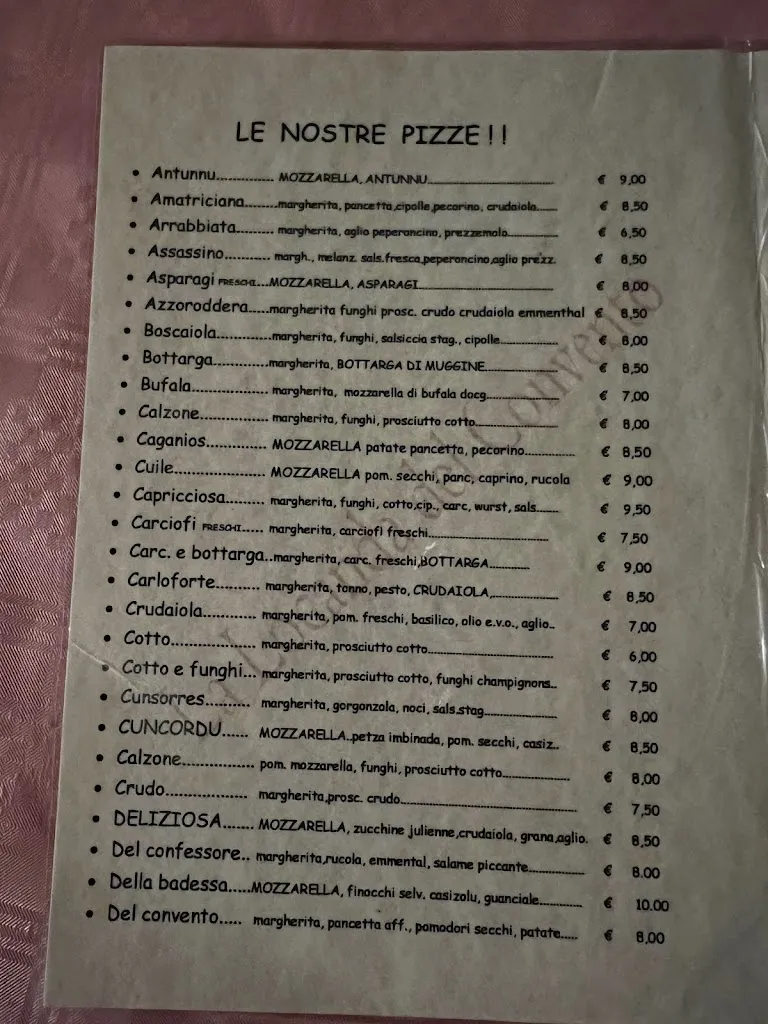 LE NOSTRE PIZZE!!
• Antunnu.............. MOZZARELLA, ANTUNNU.............................. € 9,00
• Amatriciana........margherita, pancetta,cipolle,pecorino, crudaiola...... € 8,50
• Arrabbiata......... margherita, aglio peperoncino, prezzemolo............ € 6,50
• Assassino.......... margh., melanz. sals.fresca,peperoncino,aglio prezz. € 8,50
• Asparagi FRESCHI...MOZZARELLA, ASPARAGI.............................. € 8,00
• Azzoroddera.....margherita funghi prosc. crudo crudaiola emmenthal € 8,50
• Boscaiola.............margherita, funghi, salsiccia stag., cipolle............... € 8,00
• Bottarga.............margherita, BOTTARGA DI MUGGINE................... € 8,50
• Bufala.................. margherita, mozzarella di bufala docg.................. € 7,00
• Calzone................ margherita, funghi, prosciutto cotto..................... € 8,00
• Caganios.............. MOZZARELLA patate pancetta, pecorino............. € 8,50
• Cuile..................... MOZZARELLA pom. secchi, panc, caprino, rucola € 9,00
• Capricciosa......... margherita, funghi, cotto,cip., carc, wurst, sals....... € 9,50
• Carciofi FRESCHI..... margherita, carciofi freschi.............................. € 7,50
• Carc. e bottarga..margherita, carc. freschi,BOTTARGA.......... € 9,00
• Carloforte.......... margherita, tonno, pesto, CRUDAIOLA,..................... € 8,50
• Crudaiola............. margherita, pom. freschi, basilico, olio e.v.o., aglio.. € 7,00
• Cotto.................... margherita, prosciutto cotto............................... € 6,00
• Cotto e funghi... margherita, prosciutto cotto, funghi champignons.. € 7,50
• Cunsorres.......... margherita, gorgonzola, noci, sals.stag.................. € 8,00
• CUNCORDU...... MOZZARELLA..petza imbinada, pom. secchi, casiz.. € 8,50
• Calzone................. pom. mozzarella, funghi, prosciutto cotto................ € 8,00
• Crudo................... margherita,prosc. crudo............................................ € 7,50
• DELIZIOSA....... MOZZARELLA, zucchine julienne,crudaiola, grana,aglio. € 8,50
• Del confessore.. margherita,rucola, emmental, salame piccante............. € 8.00
• Della badessa.....MOZZARELLA, finocchi selv. casizolu, guanciale.......... € 10.00
• Del convento..... margherita, pancetta aff., pomodori secchi, patate..... € 8,00